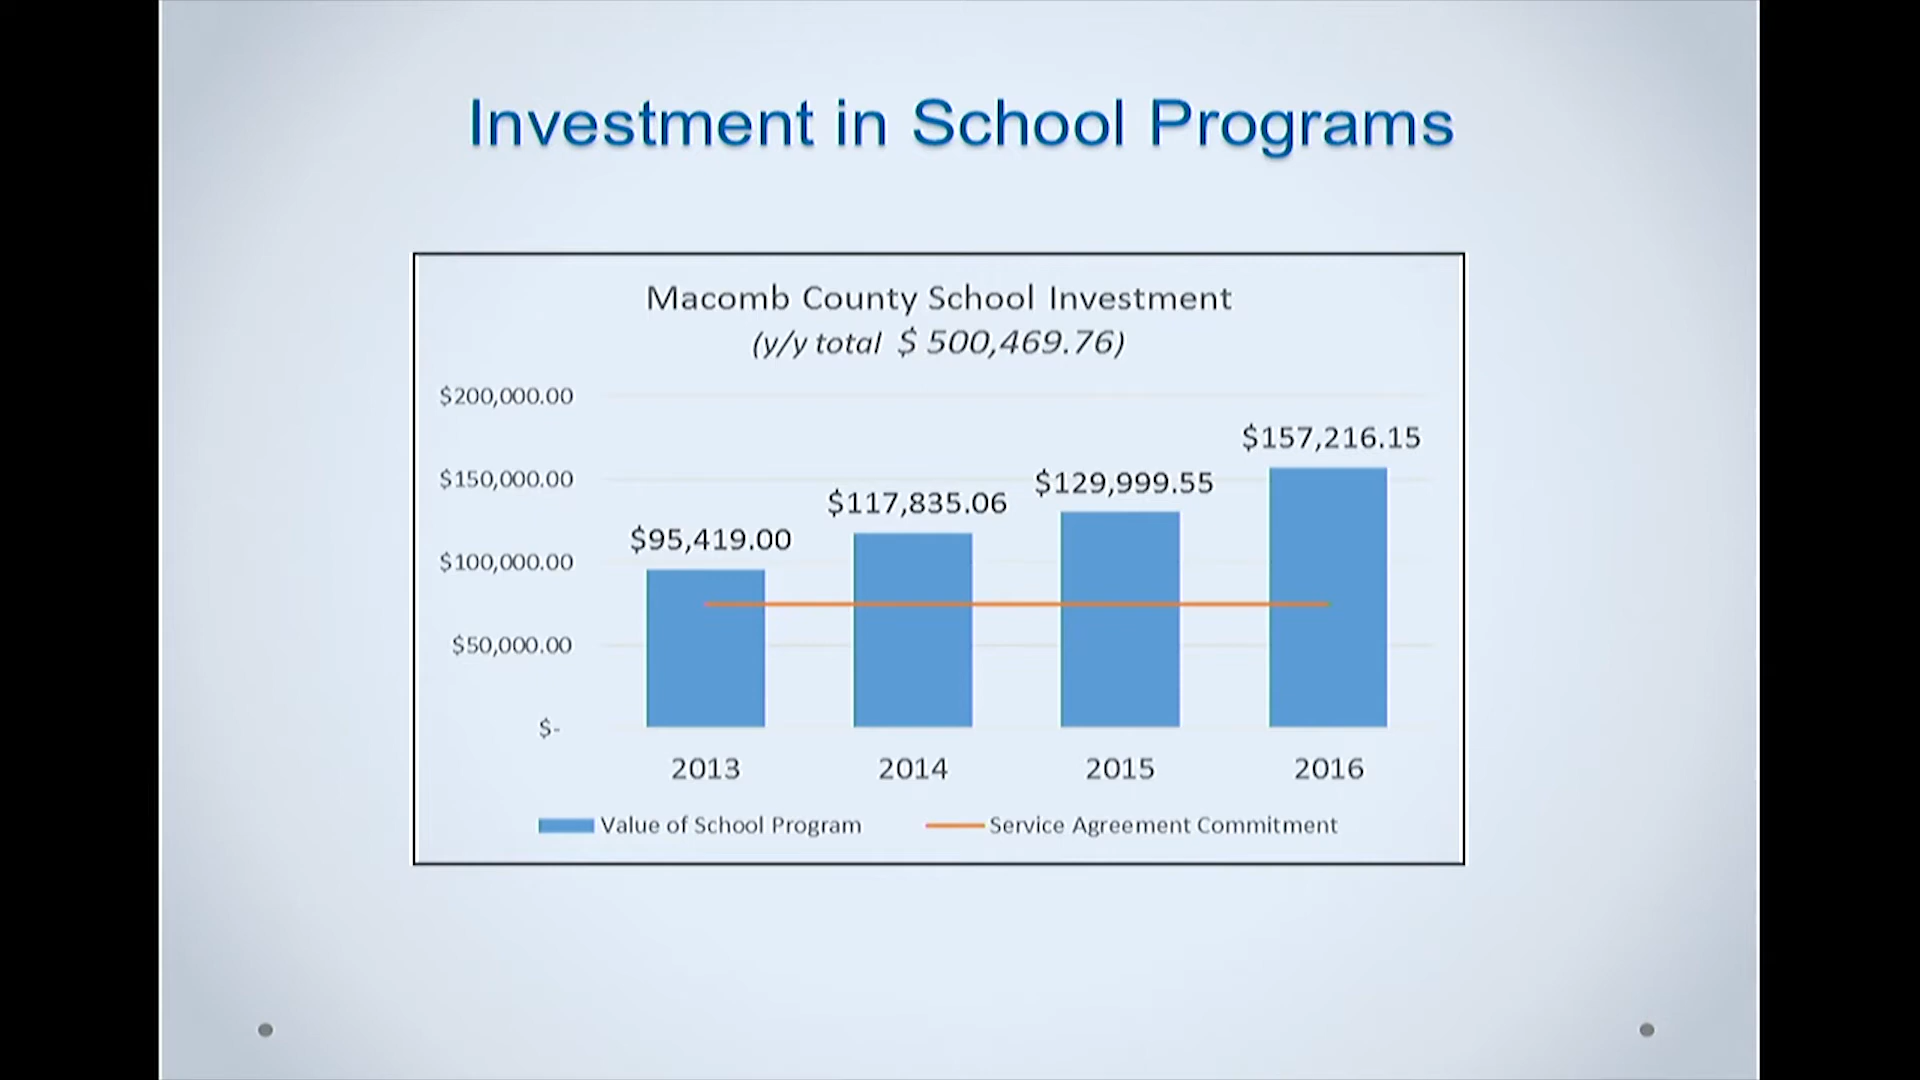 Investment in School Programs
Macomb County School Investment
(y/y total $ 500,469.76)
$200,000.00
$157,216.15
$150,000.00
$129,999.55
$117,835.06
$95,419.00
$100,000.00
$50,000.00
$-
2013 2014 2015 2016
Value of School Program Service Agreement Commitment